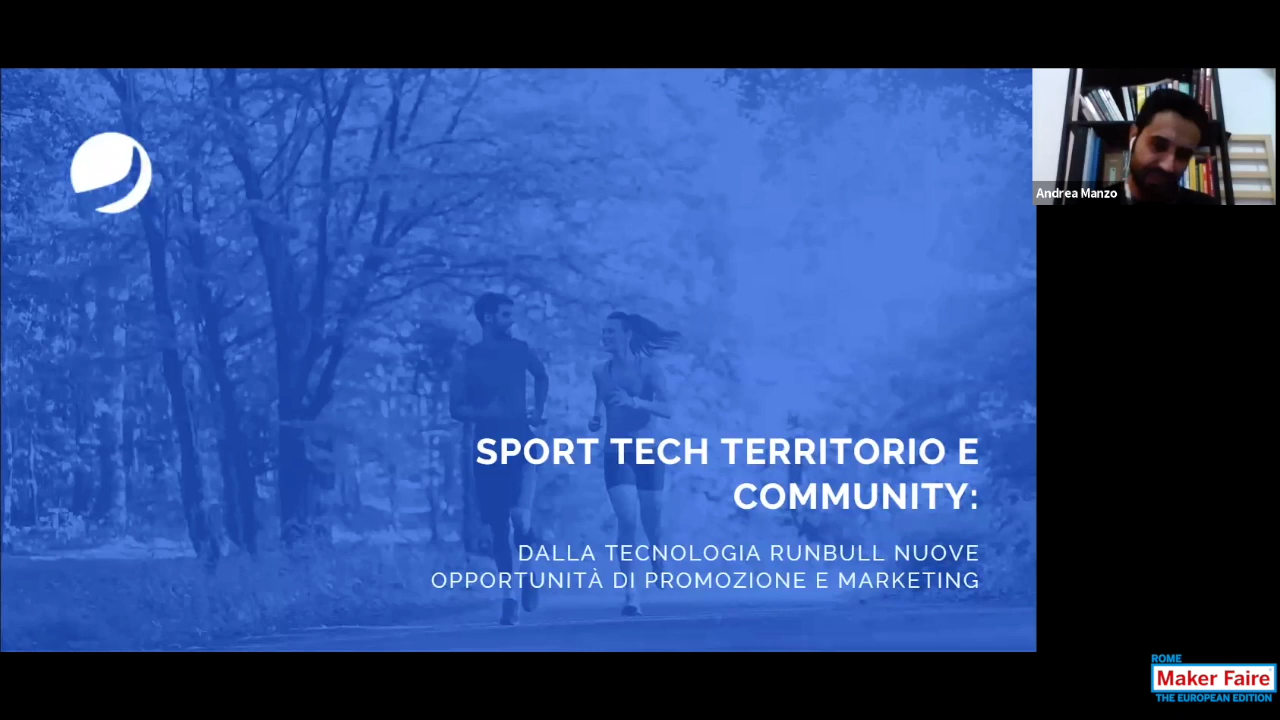 Andrea Manzo
SPORT TECH TERRITORIO E
COMMUNITY:
DALLA TECNOLOGIA RUNBULL NUOVE
OPPORTUNITÀ DI PROMOZIONE E MARKETING
ROME
Maker Faire
THE EUROPEAN EDITION